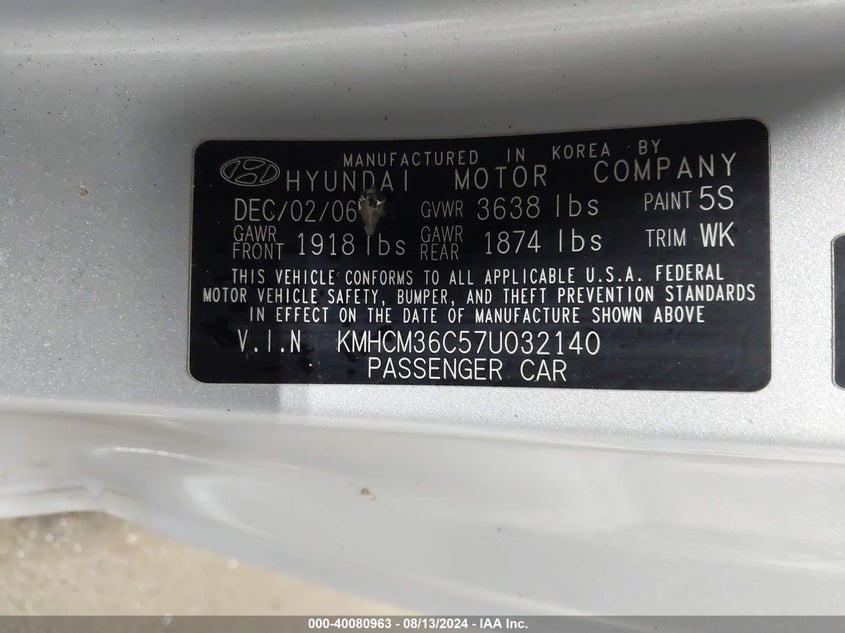 MANUFACTURED IN KOREA BY
HYUNDAI MOTOR COMPANY
DEC/02/06 GVWR 3638 lbs PAINT 5S
GAWR FRONT 1918 lbs GAWR REAR 1874 lbs TRIM WK
THIS VEHICLE CONFORMS TO ALL APPLICABLE U.S.A. FEDERAL
MOTOR VEHICLE SAFETY, BUMPER, AND THEFT PREVENTION STANDARDS
IN EFFECT ON THE DATE OF MANUFACTURE SHOWN ABOVE
V.I.N KMHCM36C57U032140
PASSENGER CAR
000-40080963 - 08/13/2024 - IAA Inc.